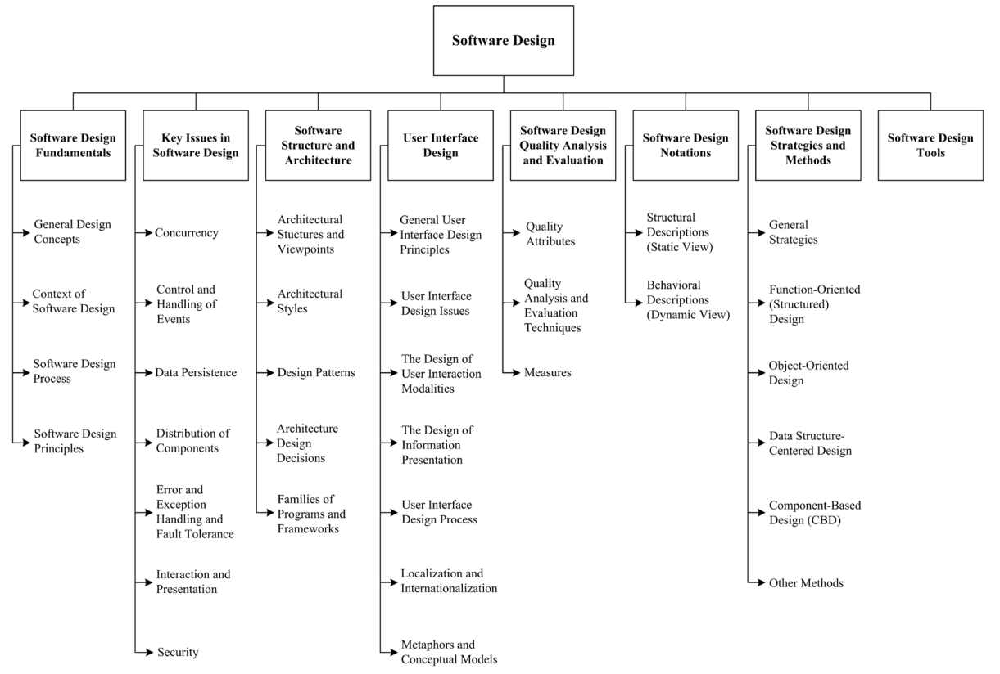 Software Design
Software Design
Fundamentals
General Design
Concepts
Context of
Software Design
Software Design
Process
Software Design
Principles
Key Issues in
Software Design
Concurrency
Control and
Handling of
Events
Data Persistence
Distribution of
Components
Error and
Exception
Handling and
Fault Tolerance
Interaction and
Presentation
Security
Software
Structure and
Architecture
Architectural
Stuctures and
Viewpoints
Architectural
Styles
Design Patterns
Architecture
Design
Decisions
Families of
Programs and
Frameworks
User Interface
Design
General User
Interface Design
Principles
User Interface
Design Issues
The Design of
User Interaction
Modalities
The Design of
Information
Presentation
User Interface
Design Process
Localization and
Internationalization
Metaphors and
Conceptual Models
Software Design
Quality Analysis
and Evaluation
Quality
Attributes
Quality
Analysis and
Evaluation
Techniques
Measures
Software Design
Notations
Structural
Descriptions
(Static View)
Behavioral
Descriptions
(Dynamic View)
Software Design
Strategies and
Methods
General
Strategies
Function-Oriented
(Structured)
Design
Object-Oriented
Design
Data Structure-
Centered Design
Component-Based
Design (CBD)
Other Methods
Software Design
Tools